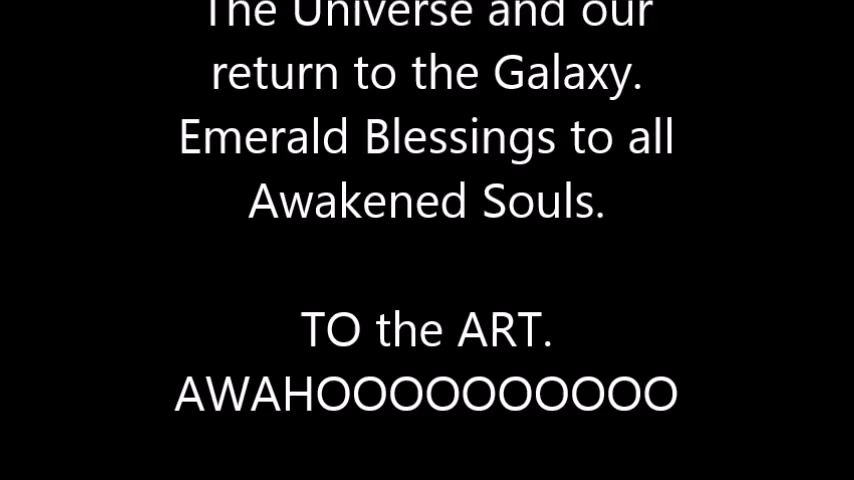 The Universe and our
return to the Galaxy.
Emerald Blessings to all
Awakened Souls.
TO the ART.
AWAHOOOOOOOOOO